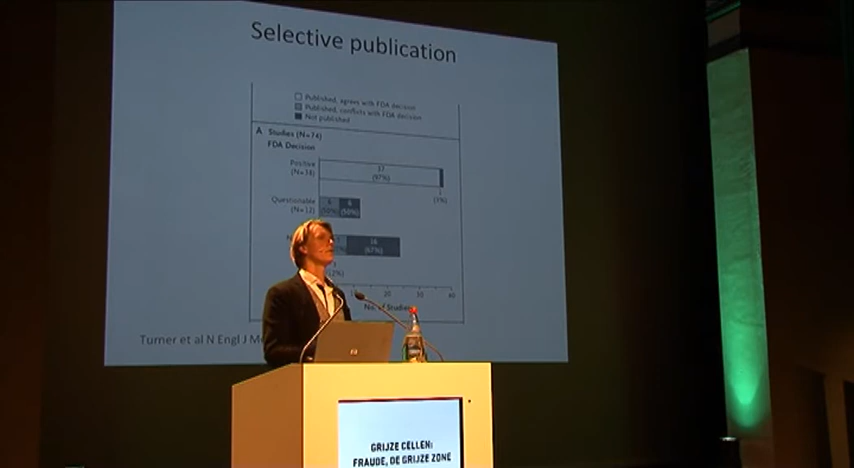 Selective publication
Published, agrees with FDA decision
Published, conflicts with FDA decision
Not published
A Studies (N=74)
FDA Decision
Positive
(N=38)
37
(97%)
1
(3%)
Questionable
(N=12)
6
(50%)
6
(50%)
16
(67%)
20
30
40
No. of Studies
Turner et al N Engl J
GRIJZE CELLEN:
FRAUDE, DE GRIJZE ZONE